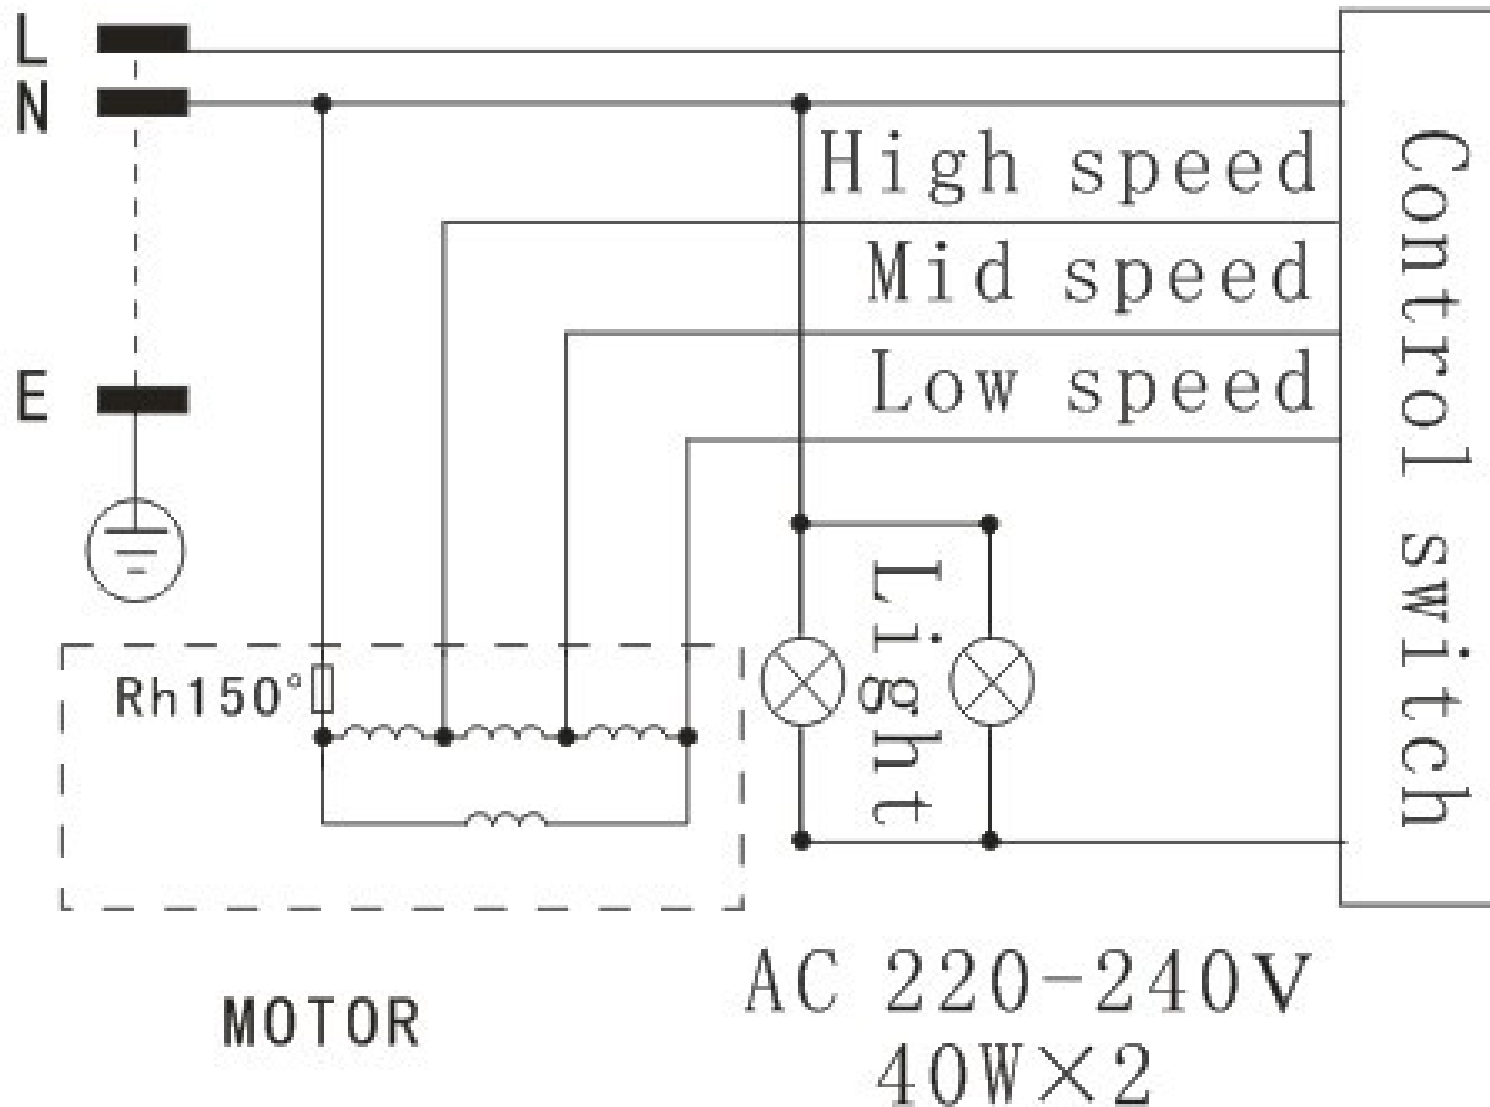 L
N
High speed
Mid speed
Low speed
E
Control switch
Light
Rh150°
MOTOR
AC 220-240V
40W×2